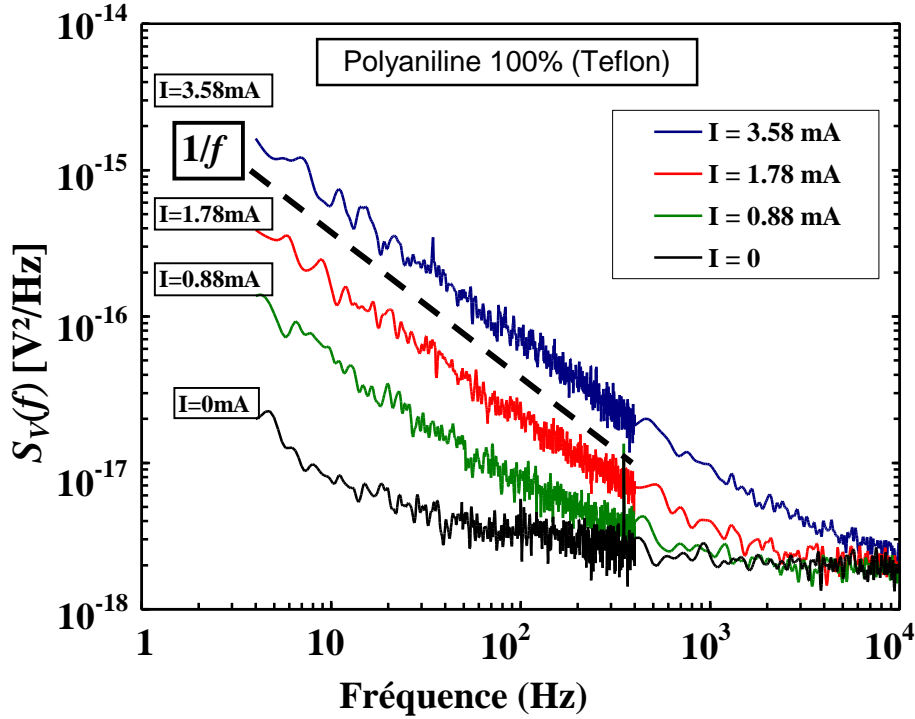 10⁻¹⁴
Polyaniline 100% (Teflon)
I=3.58mA
I = 3.58 mA
1/f
10⁻¹⁵
I = 1.78 mA
I=1.78mA
I = 0.88 mA
I=0.88mA
I = 0
10⁻¹⁶
S_V(f) [V²/Hz]
I=0mA
10⁻¹⁷
10⁻¹⁸
1 10 10² 10³ 10⁴
Fréquence (Hz)